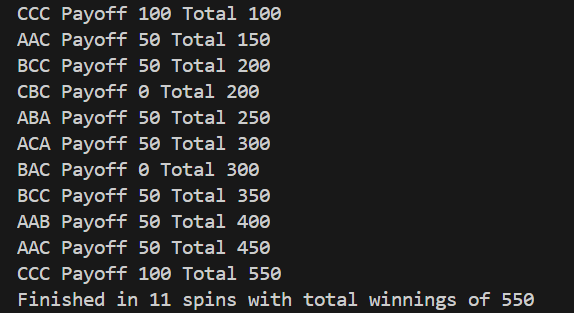 CCC Payoff 100 Total 100
AAC Payoff 50 Total 150
BCC Payoff 50 Total 200
CBC Payoff 0 Total 200
ABA Payoff 50 Total 250
ACA Payoff 50 Total 300
BAC Payoff 0 Total 300
BCC Payoff 50 Total 350
AAB Payoff 50 Total 400
AAC Payoff 50 Total 450
CCC Payoff 100 Total 550
Finished in 11 spins with total winnings of 550